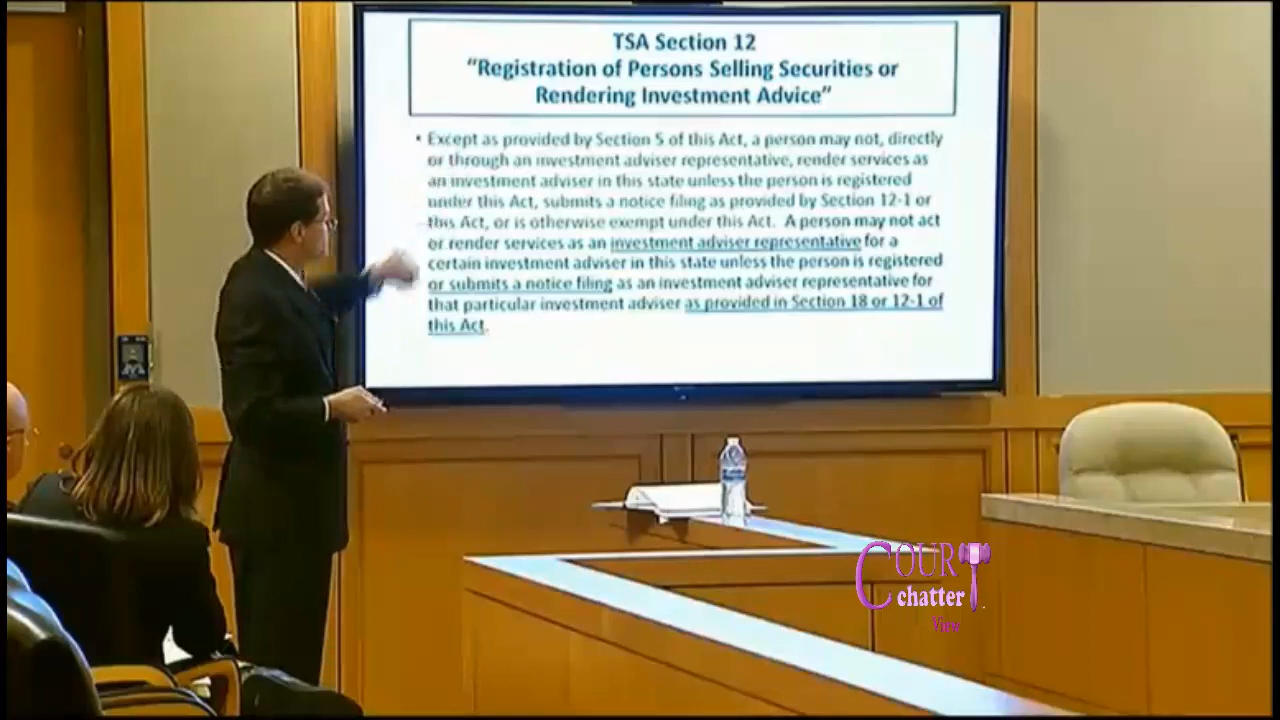 TSA Section 12
“Registration of Persons Selling Securities or
Rendering Investment Advice”
• Except as provided by Section 5 of this Act, a person may not, directly
or through an investment adviser representative, render services as
an investment adviser in this state unless the person is registered
under this Act, submits a notice filing as provided by Section 12-1 or
this Act, or is otherwise exempt under this Act. A person may not act
or render services as an investment adviser representative for a
certain investment adviser in this state unless the person is registered
or submits a notice filing as an investment adviser representative for
that particular investment adviser as provided in Section 18 or 12-1 of
this Act.
COURT
chatter
View